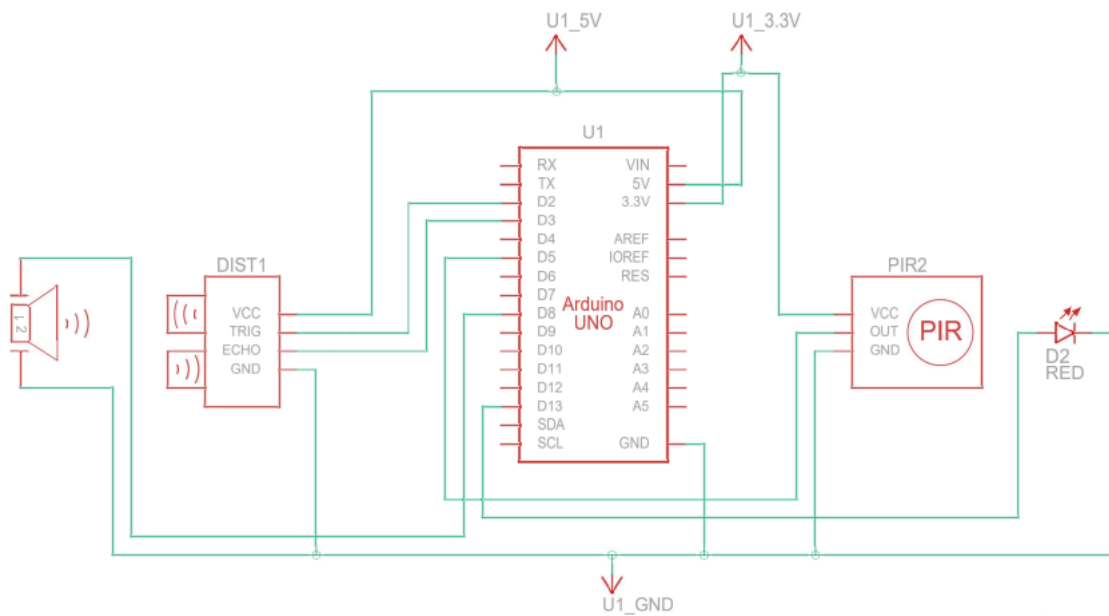 U1_5V
U1_3.3V
U1
RX
TX
D2
D3
D4
D5
D6
D7
D8
D9
D10
D11
D12
D13
SDA
SCL
VIN
5V
3.3V
AREF
IOREF
RES
A0
A1
A2
A3
A4
A5
GND
Arduino
UNO
DIST1
VCC
TRIG
ECHO
GND
PIR2
VCC
OUT
GND
PIR
D2
RED
U1_GND